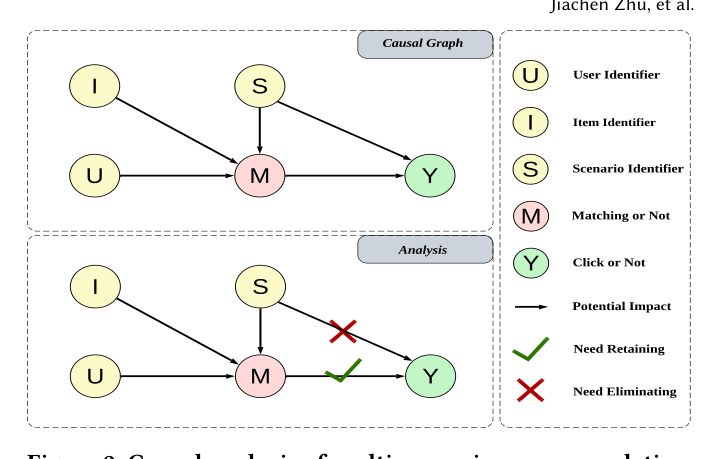 Jiachen Zhu, et al.
Causal Graph
I
S
U
M
Y
Analysis
I
S
U
M
Y
U User Identifier
I Item Identifier
S Scenario Identifier
M Matching or Not
Y Click or Not
Potential Impact
Need Retaining
Need Eliminating